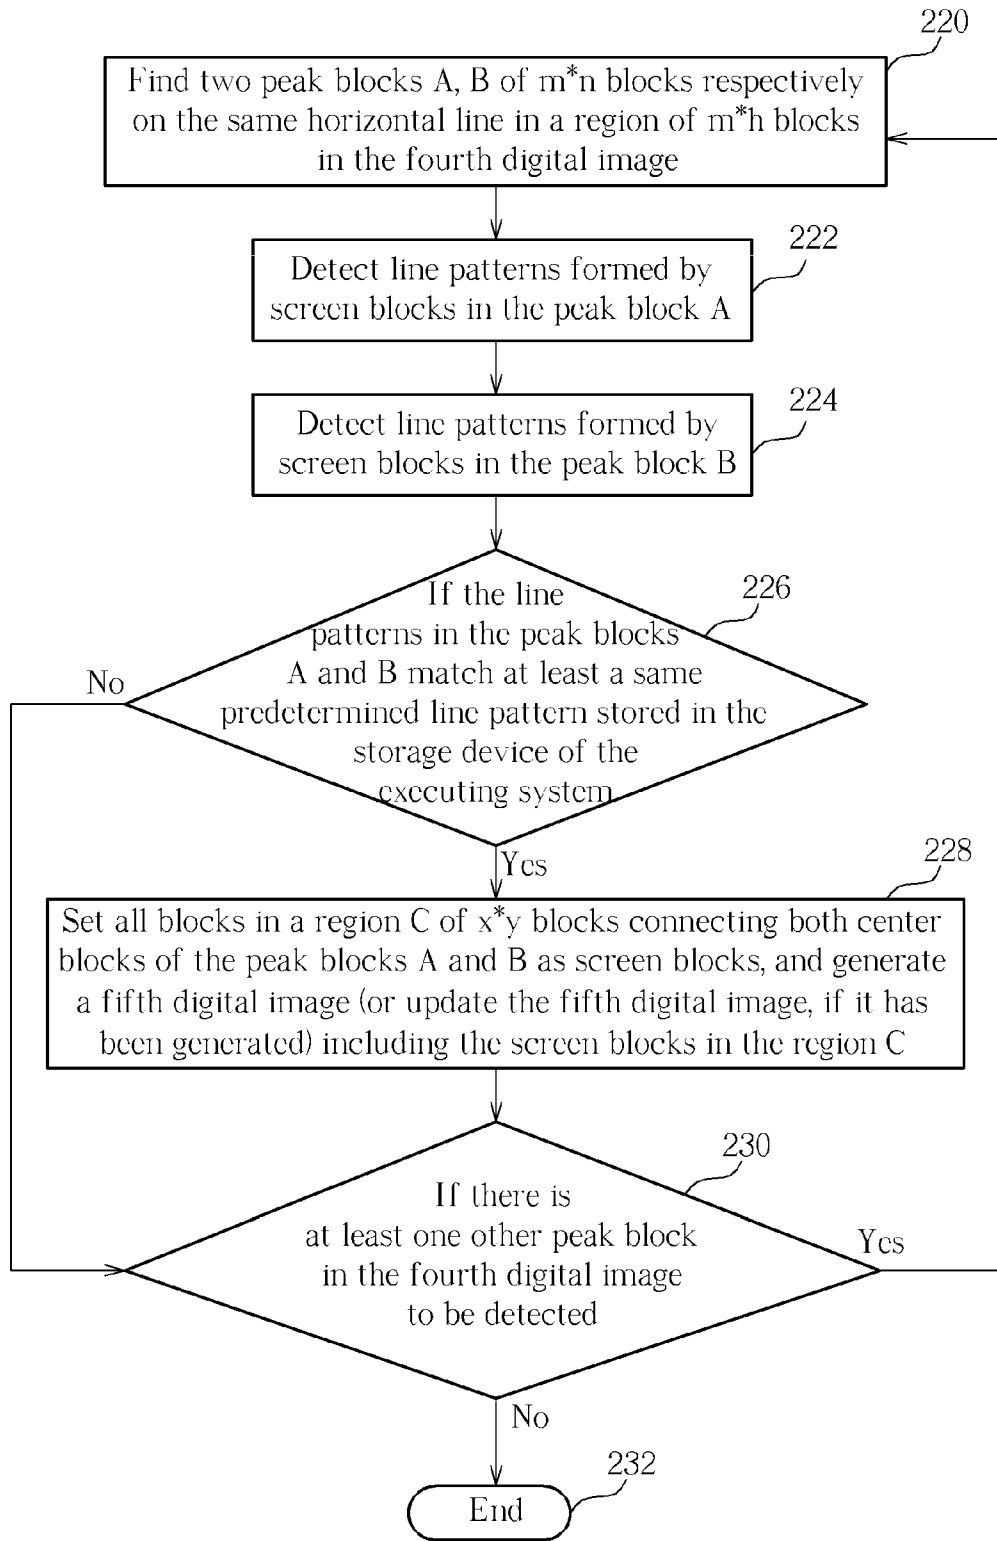 220
Find two peak blocks A, B of m*n blocks respectively
on the same horizontal line in a region of m*h blocks
in the fourth digital image
222
Detect line patterns formed by
screen blocks in the peak block A
224
Detect line patterns formed by
screen blocks in the peak block B
226
If the line
patterns in the peak blocks
A and B match at least a same
predetermined line pattern stored in the
storage device of the
executing system
No
Yes
228
Set all blocks in a region C of x*y blocks connecting both center
blocks of the peak blocks A and B as screen blocks, and generate
a fifth digital image (or update the fifth digital image, if it has
been generated) including the screen blocks in the region C
230
If there is
at least one other peak block
in the fourth digital image
to be detected
Yes
No
232
End